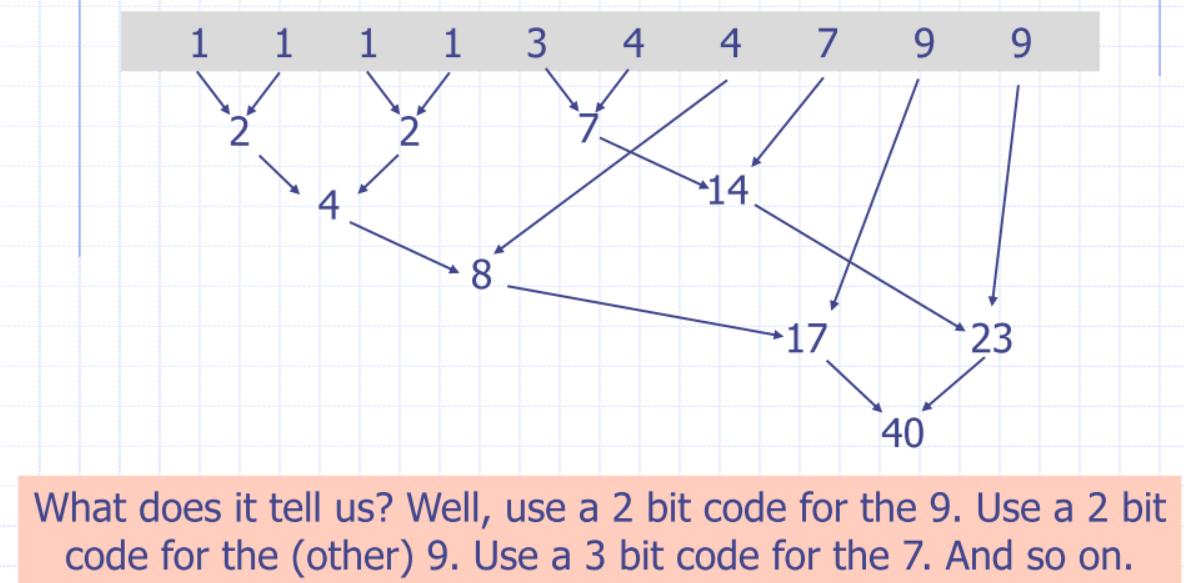 1 1 1 1 3 4 4 7 9 9
2 2 7
14
4
8
17 23
40
What does it tell us? Well, use a 2 bit code for the 9. Use a 2 bit
code for the (other) 9. Use a 3 bit code for the 7. And so on.